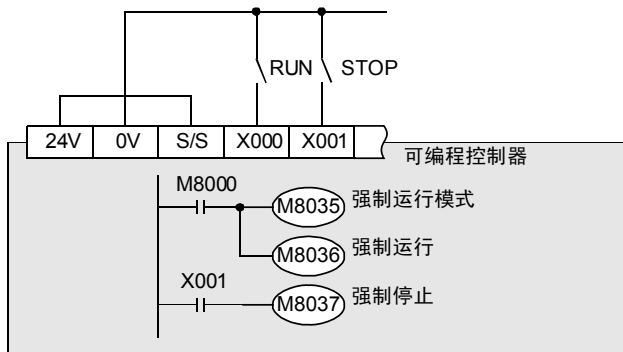 RUN STOP
24V 0V S/S X000 X001
可编程控制器
M8000
M8035 强制运行模式
M8036 强制运行
X001
M8037 强制停止